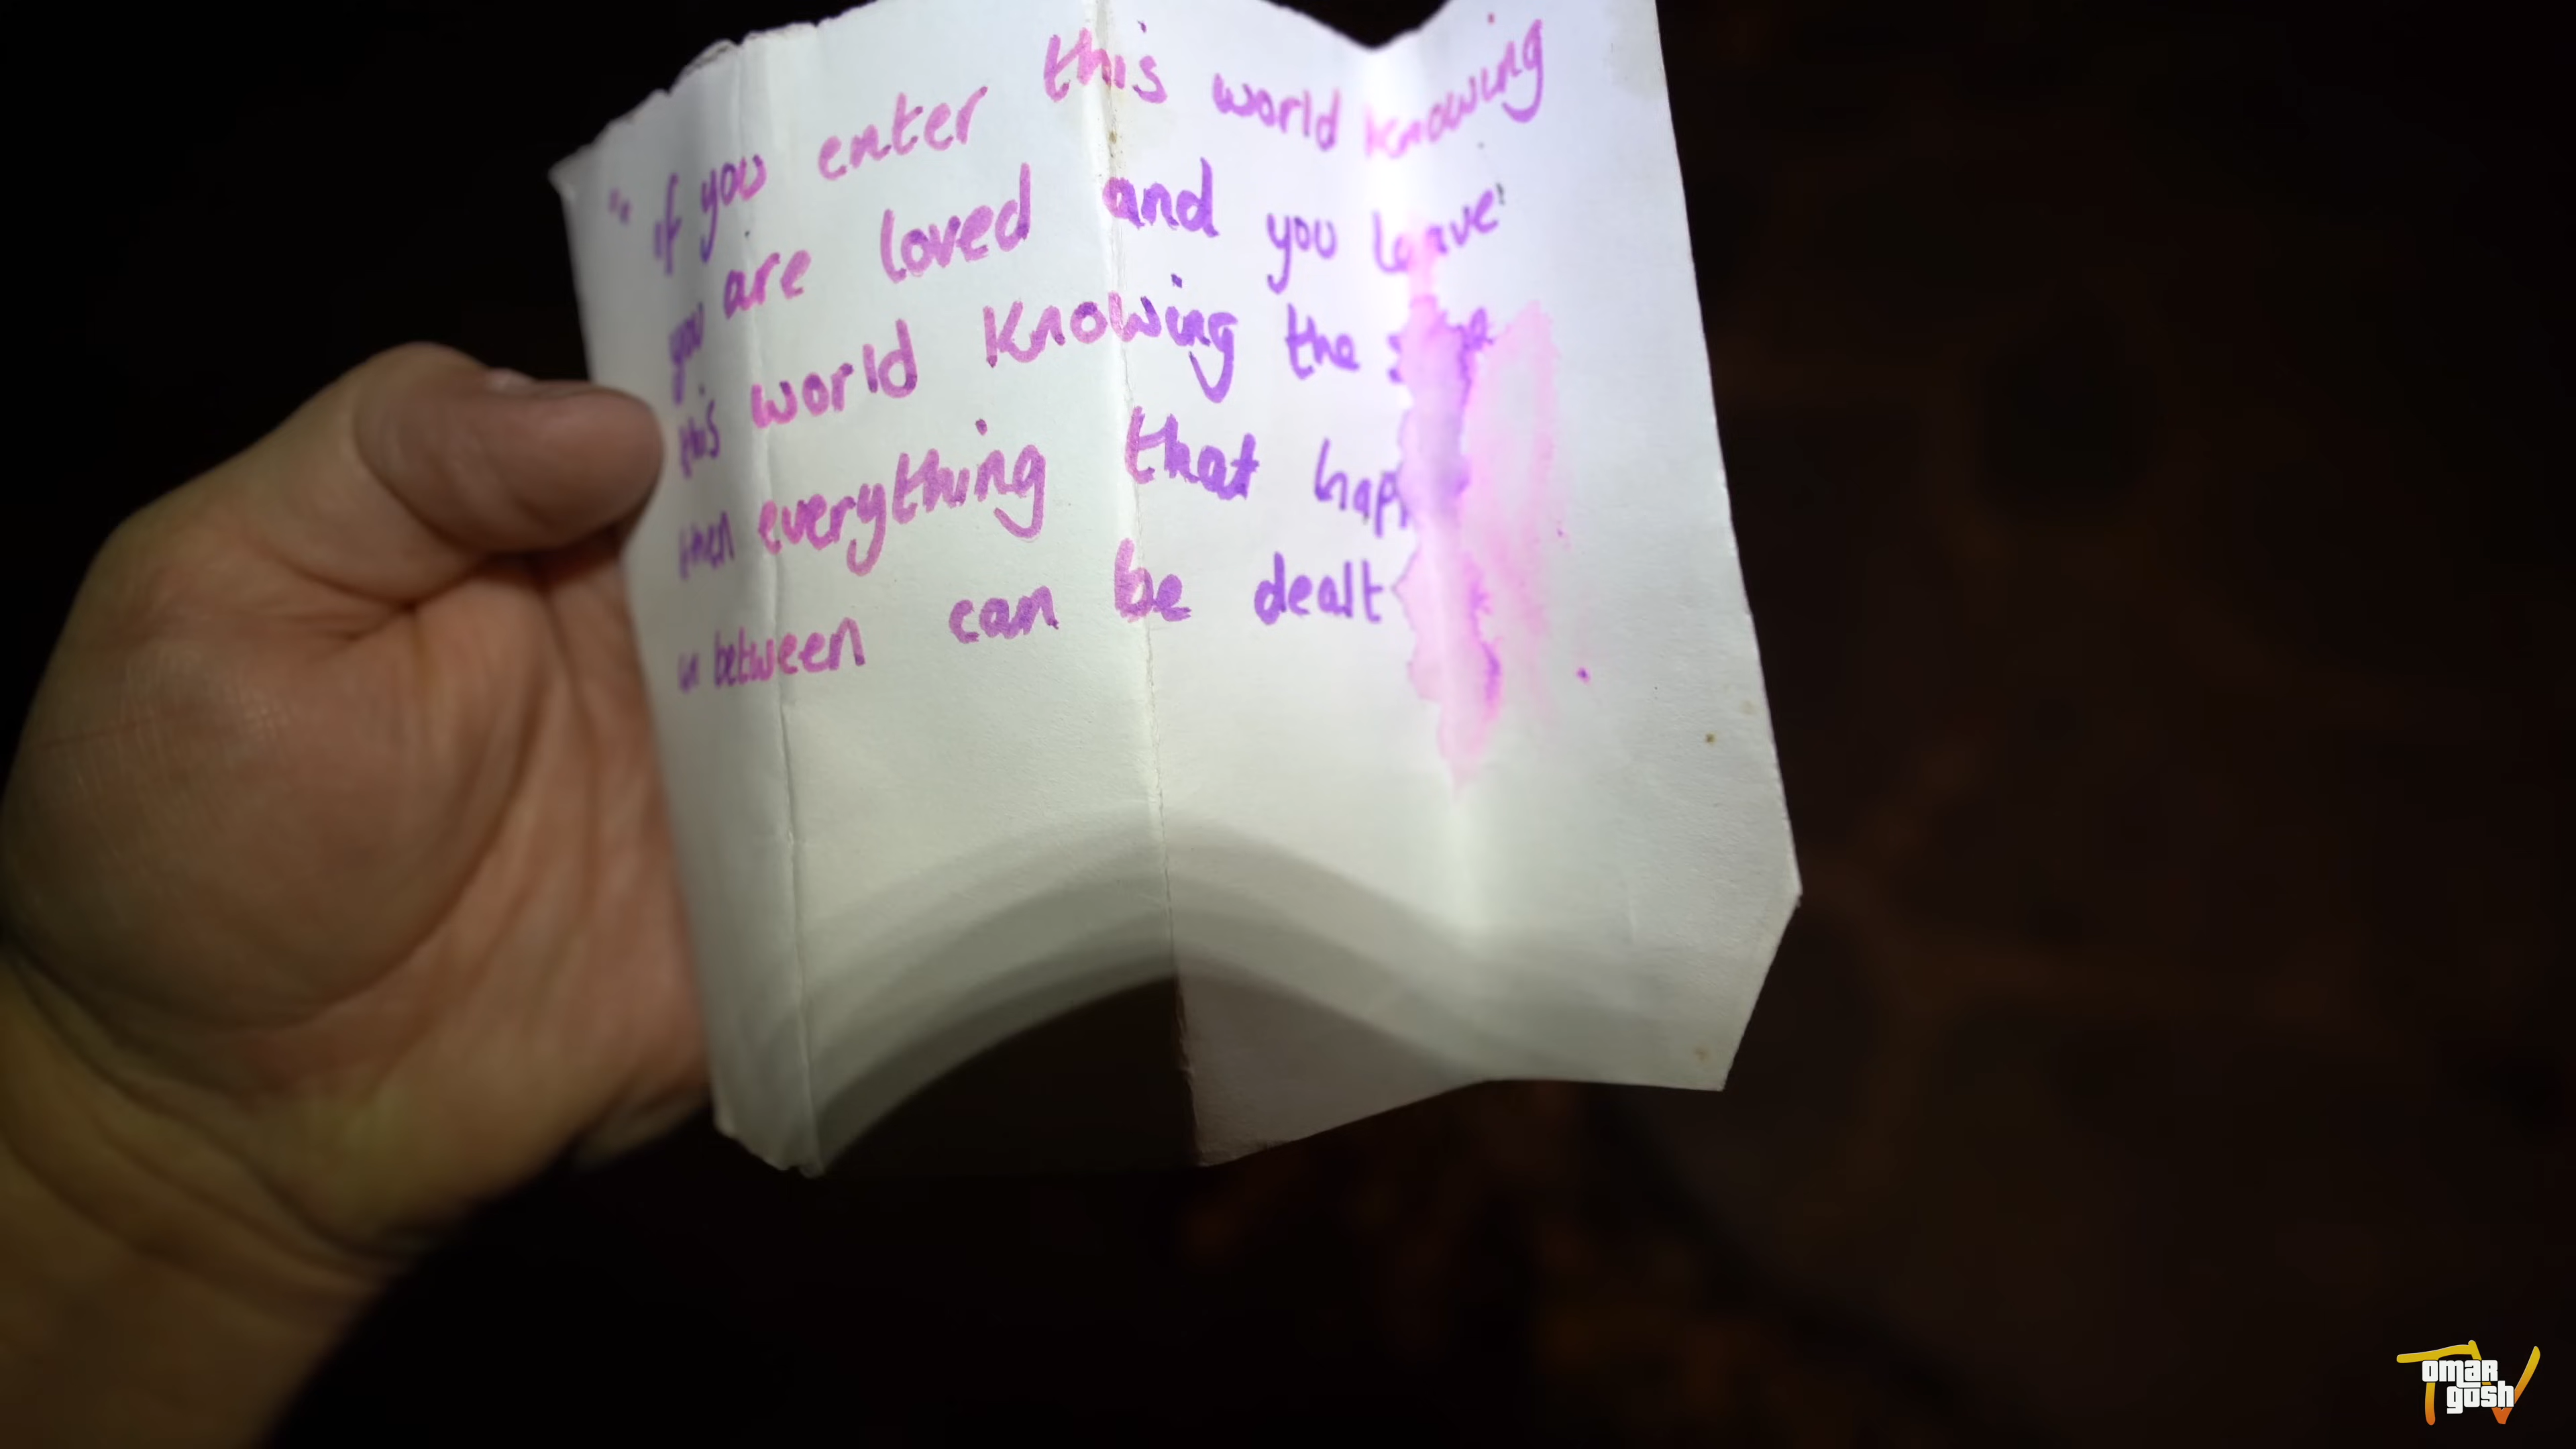 "if you enter this world knowing
you are loved and you leave
this world knowing the
then everything that
in between can be dealt
OMAR
GOSH
TV